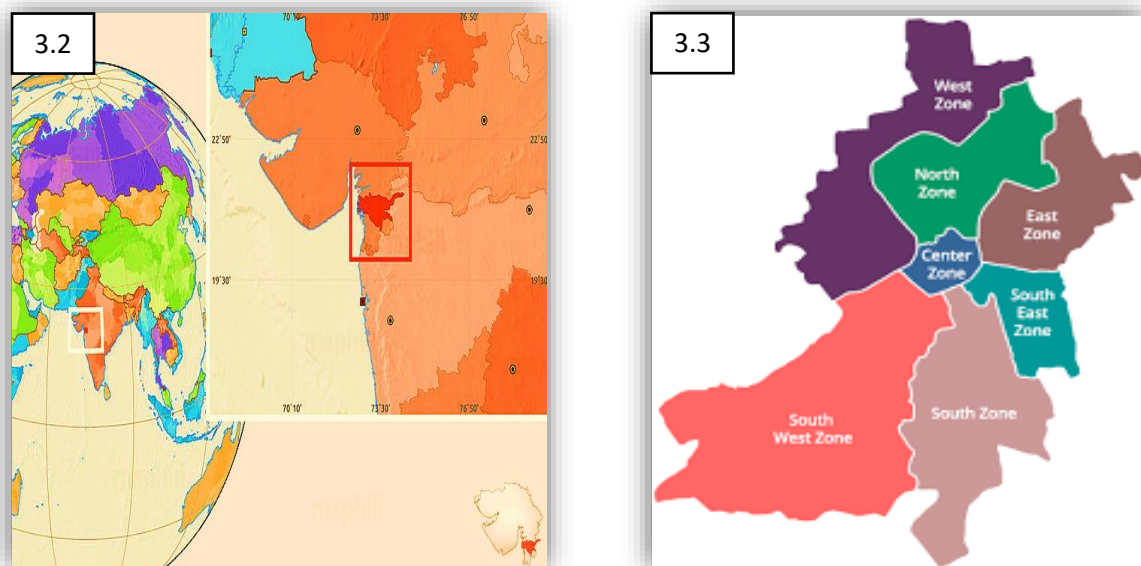 3.2
70°10'
73°30'
76°50'
22°50'
22°50'
19°30'
19°30'
70°10'
73°30'
76°50'
maphill
3.3
West
Zone
North
Zone
East
Zone
Center
Zone
South
East
Zone
South
West Zone
South Zone